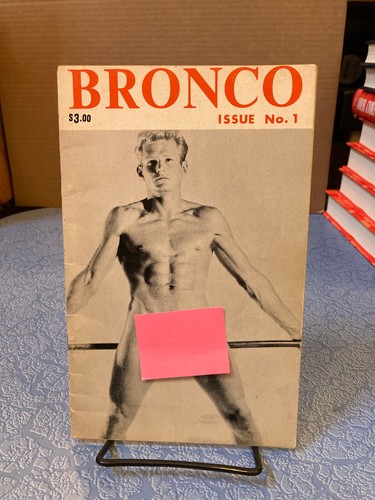 BRONCO
$3.00
ISSUE No. 1